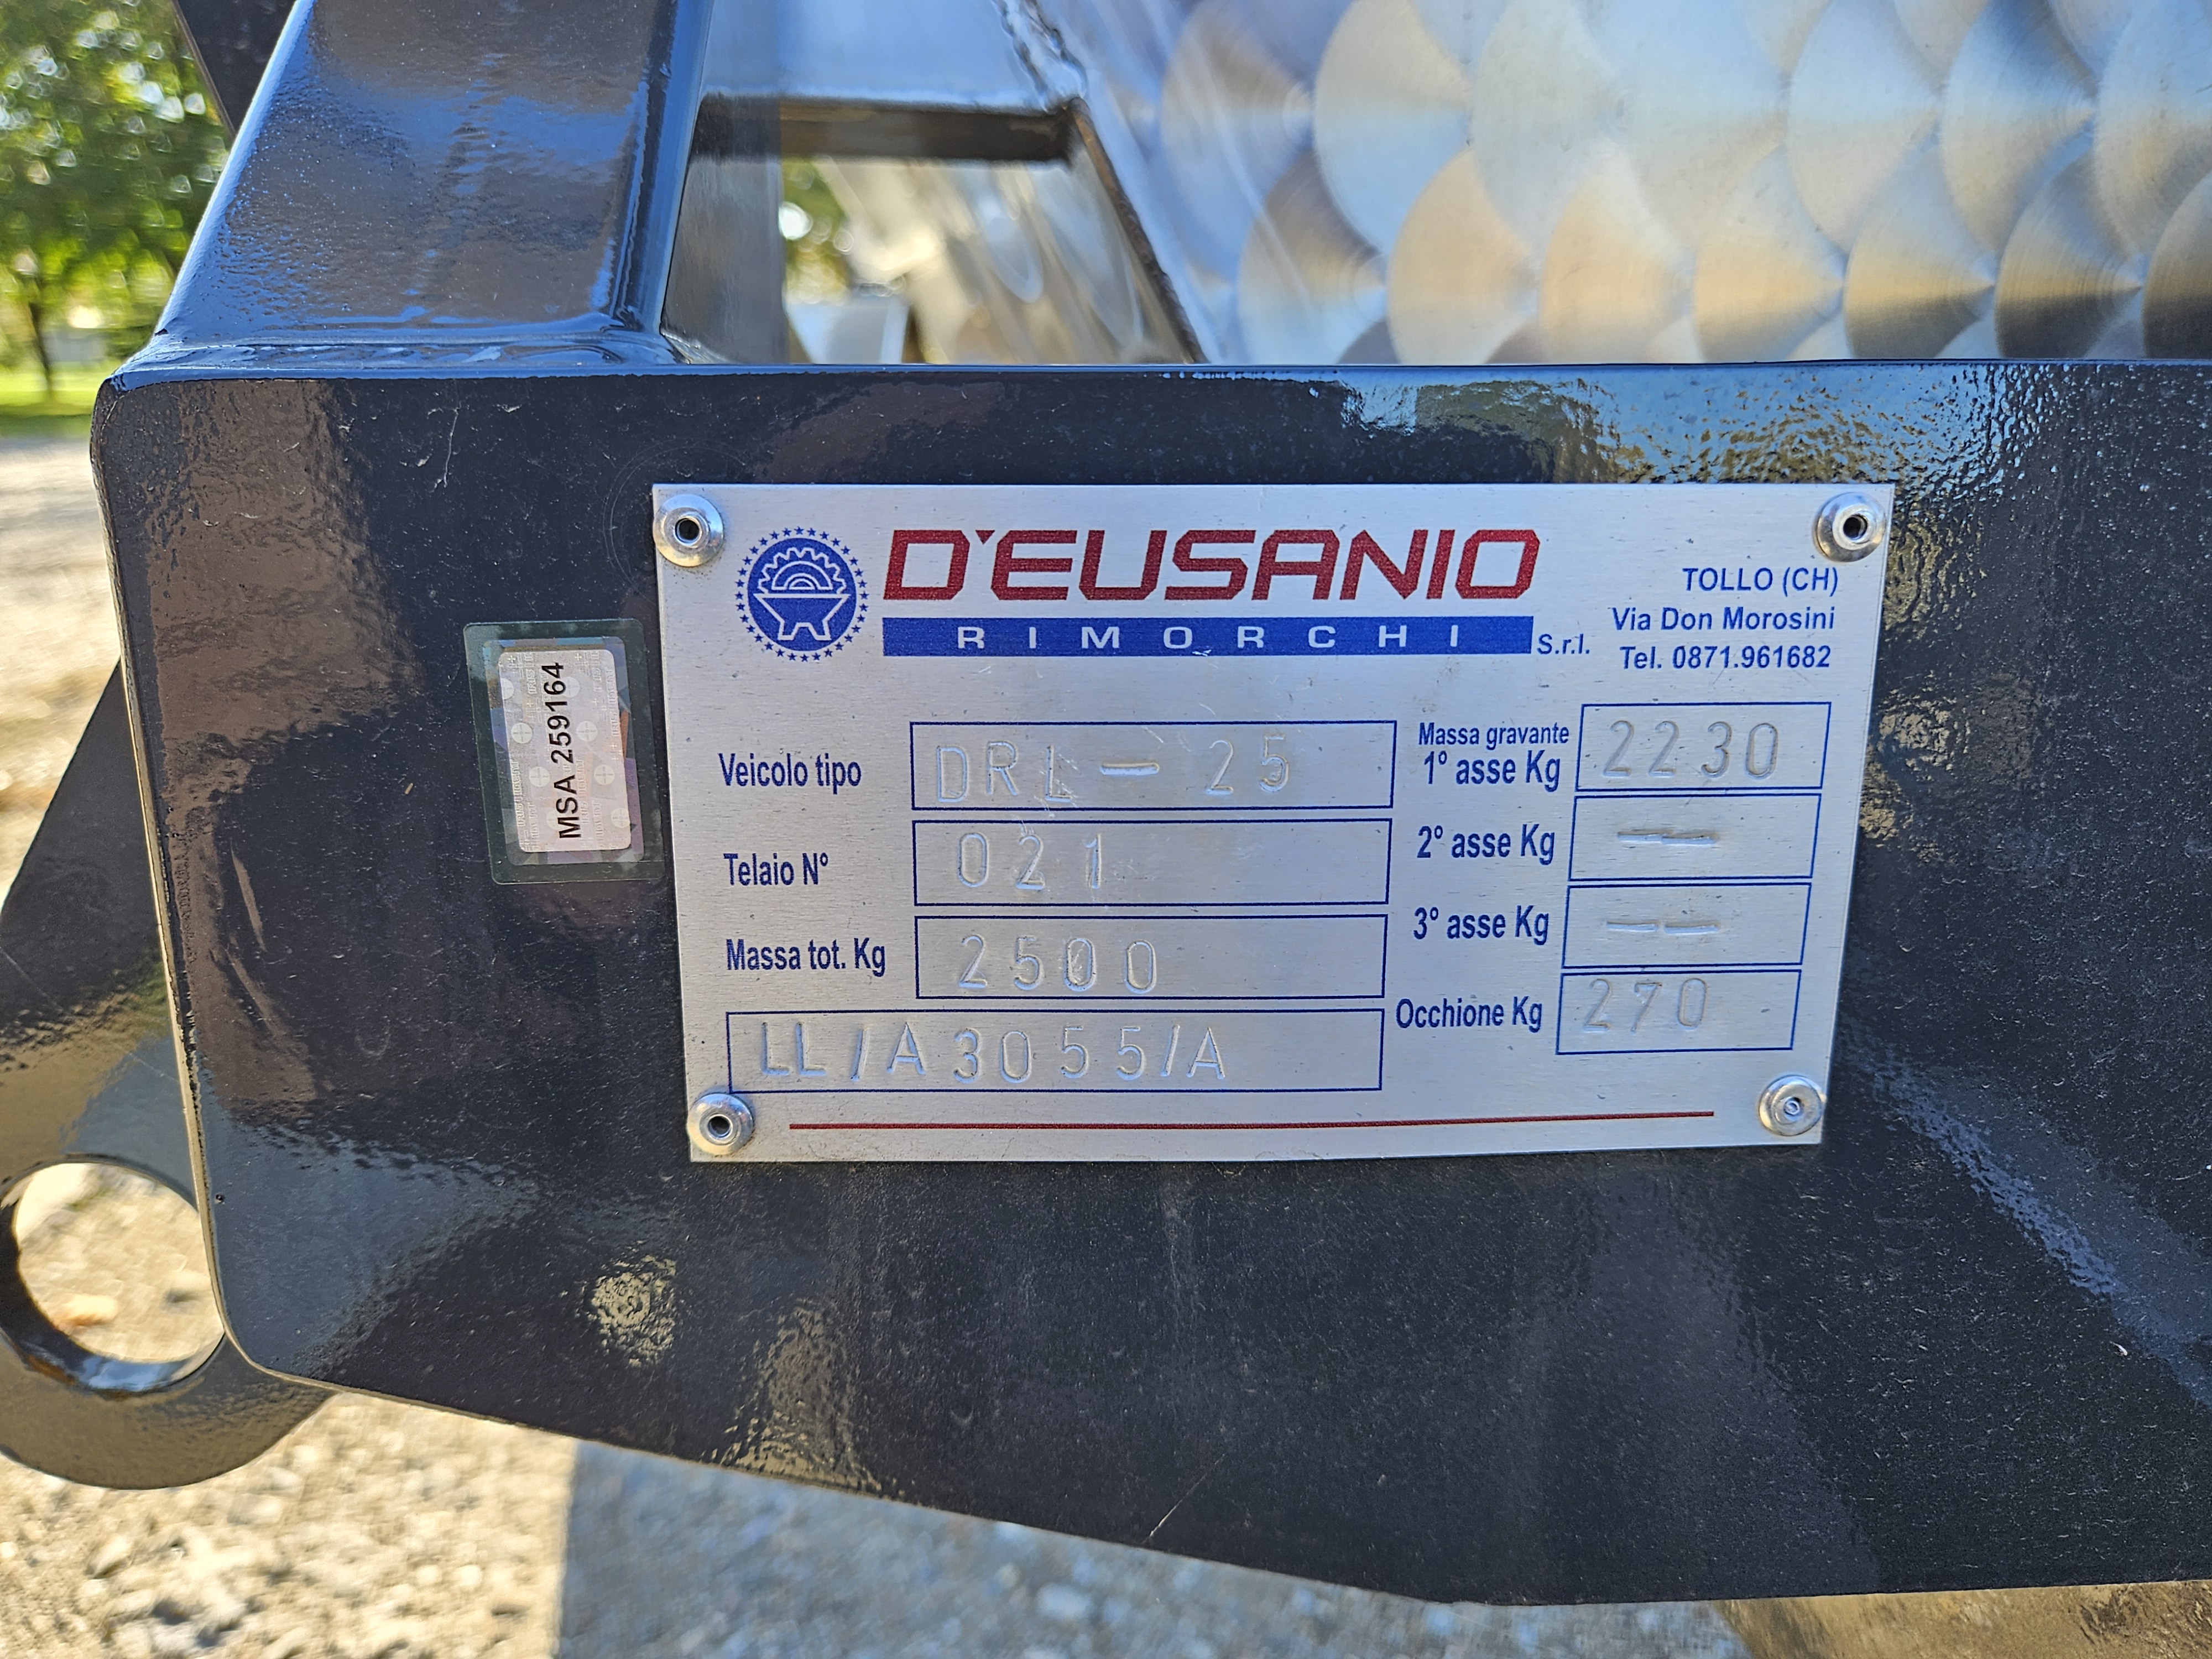 D'EUSANIO
RIMORCHI S.r.l.
TOLLO (CH)
Via Don Morosini
Tel. 0871.961682
MSA 259164
Veicolo tipo DRL - 25
Telaio N° 021
Massa tot. Kg 2500
LL/A3055/A
Massa gravante
1° asse Kg 2230
2° asse Kg --
3° asse Kg --
Occhione Kg 270